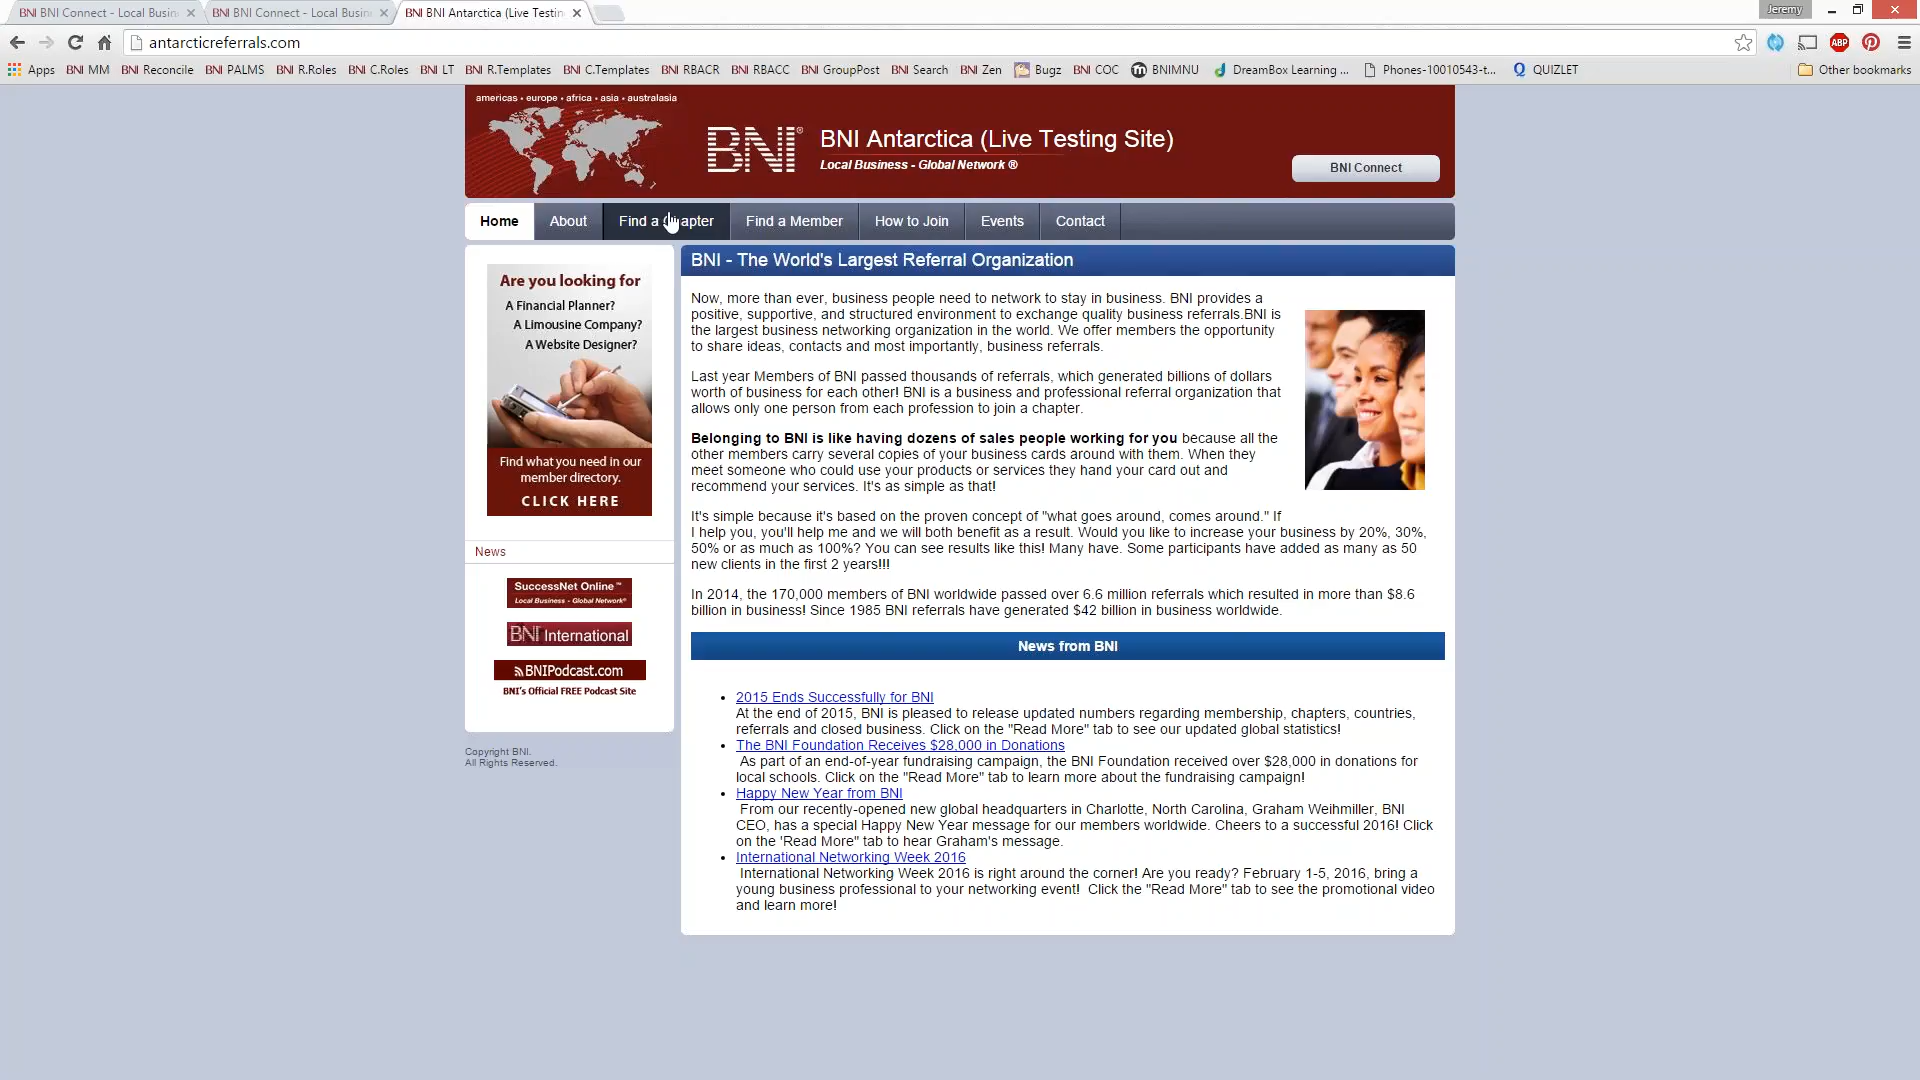 BNI BNI Connect - Local Busin
BNI BNI Connect - Local Busin
BNI BNI Antarctica (Live Testin
Jeremy
antarcticreferrals.com
ABP
Apps
BNI MM
BNI Reconcile
BNI PALMS
BNI R.Roles
BNI C.Roles
BNI LT
BNI R.Templates
BNI C.Templates
BNI RBACR
BNI RBACC
BNI GroupPost
BNI Search
BNI Zen
Bugz
BNI COC
BNIMNU
DreamBox Learning ...
Phones-10010543-t...
QUIZLET
Other bookmarks
americas • europe • africa • asia • australasia
BNI®
BNI Antarctica (Live Testing Site)
Local Business - Global Network ®
BNI Connect
Home
About
Find a Chapter
Find a Member
How to Join
Events
Contact
Are you looking for
A Financial Planner?
A Limousine Company?
A Website Designer?
Find what you need in our
member directory.
CLICK HERE
News
SuccessNet Online ™
Local Business - Global Network®
BNI International
BNIPodcast.com
BNI's Official FREE Podcast Site
Copyright BNI.
All Rights Reserved.
BNI - The World's Largest Referral Organization
Now, more than ever, business people need to network to stay in business. BNI provides a
positive, supportive, and structured environment to exchange quality business referrals.BNI is
the largest business networking organization in the world. We offer members the opportunity
to share ideas, contacts and most importantly, business referrals.
Last year Members of BNI passed thousands of referrals, which generated billions of dollars
worth of business for each other! BNI is a business and professional referral organization that
allows only one person from each profession to join a chapter.
Belonging to BNI is like having dozens of sales people working for you because all the
other members carry several copies of your business cards around with them. When they
meet someone who could use your products or services they hand your card out and
recommend your services. It's as simple as that!
It's simple because it's based on the proven concept of "what goes around, comes around." If
I help you, you'll help me and we will both benefit as a result. Would you like to increase your business by 20%, 30%,
50% or as much as 100%? You can see results like this! Many have. Some participants have added as many as 50
new clients in the first 2 years!!!
In 2014, the 170,000 members of BNI worldwide passed over 6.6 million referrals which resulted in more than $8.6
billion in business! Since 1985 BNI referrals have generated $42 billion in business worldwide.
News from BNI
• 2015 Ends Successfully for BNI
At the end of 2015, BNI is pleased to release updated numbers regarding membership, chapters, countries,
referrals and closed business. Click on the "Read More" tab to see our updated global statistics!
• The BNI Foundation Receives $28,000 in Donations
As part of an end-of-year fundraising campaign, the BNI Foundation received over $28,000 in donations for
local schools. Click on the "Read More" tab to learn more about the fundraising campaign!
• Happy New Year from BNI
From our recently-opened new global headquarters in Charlotte, North Carolina, Graham Weihmiller, BNI
CEO, has a special Happy New Year message for our members worldwide. Cheers to a successful 2016! Click
on the 'Read More" tab to hear Graham's message.
• International Networking Week 2016
International Networking Week 2016 is right around the corner! Are you ready? February 1-5, 2016, bring a
young business professional to your networking event! Click the "Read More" tab to see the promotional video
and learn more!